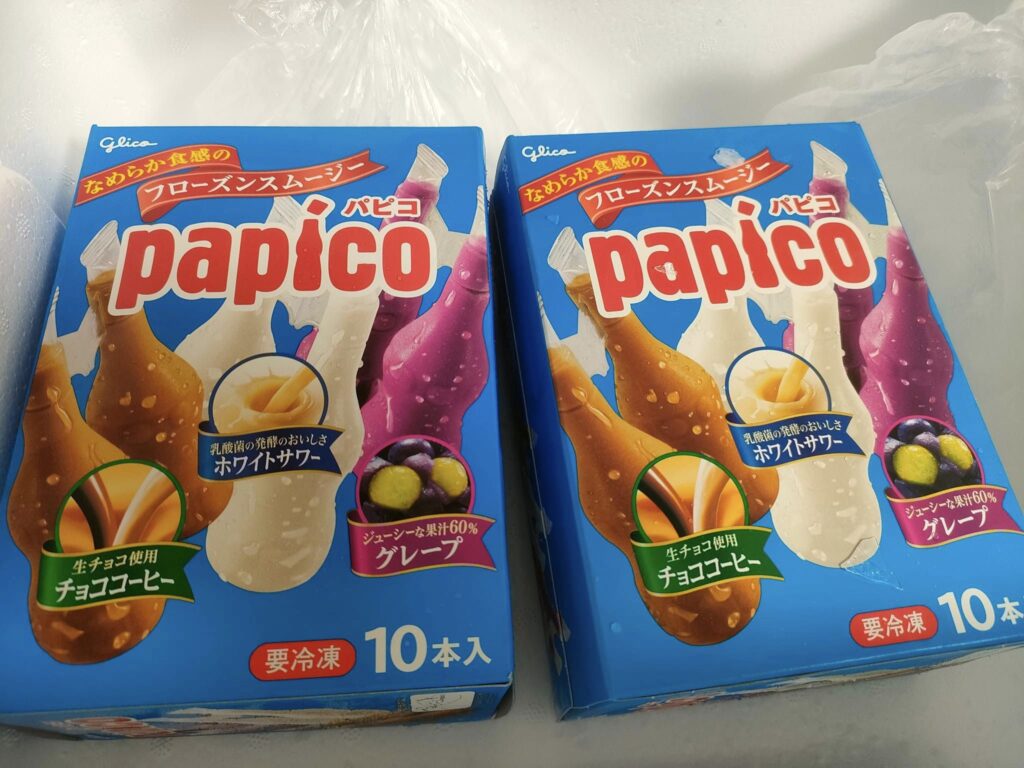 Glico
なめらか食感の
フローズンスムージー
パピコ
papico
乳酸菌の発酵のおいしさ
ホワイトサワー
ジューシーな果汁60%
グレープ
生チョコ使用
チョココーヒー
要冷凍
10本入
Glico
なめらか食感の
フローズンスムージー
パピコ
papico
乳酸菌の発酵のおいしさ
ホワイトサワー
ジューシーな果汁60%
グレープ
生チョコ使用
チョココーヒー
要冷凍
10本